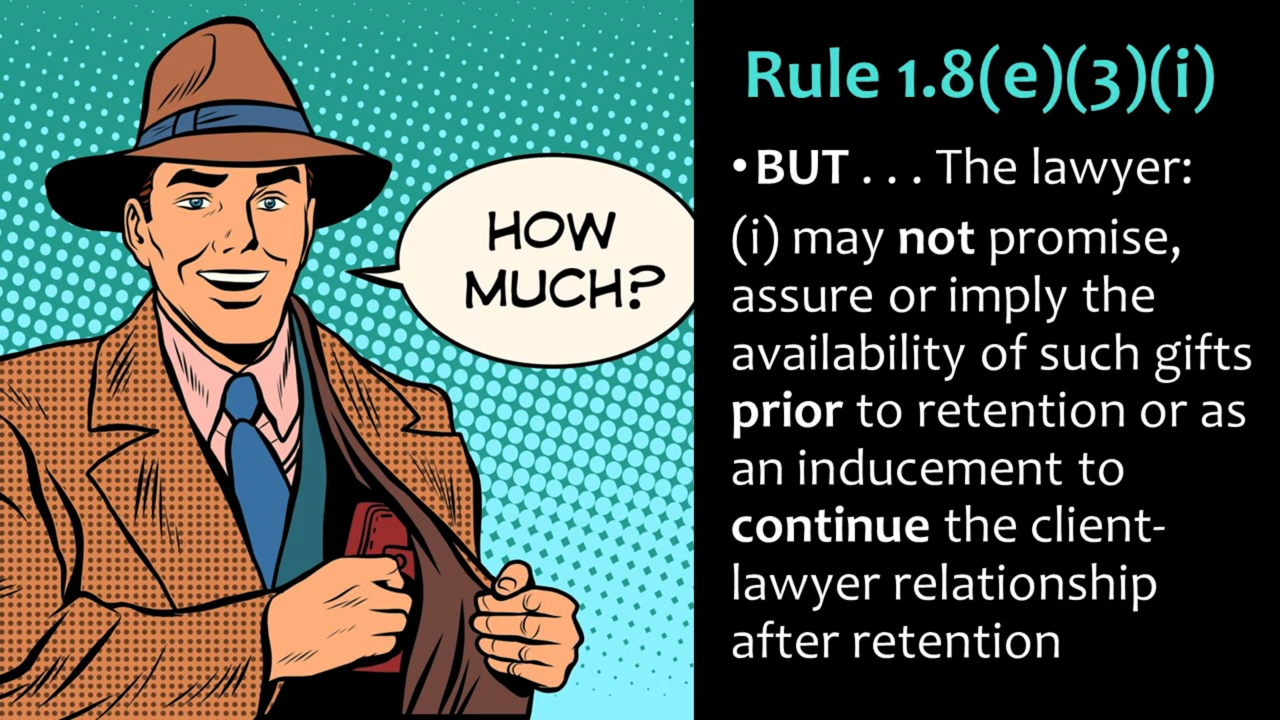 HOW
MUCH?
Rule 1.8(e)(3)(i)
•BUT . . . The lawyer:
(i) may not promise,
assure or imply the
availability of such gifts
prior to retention or as
an inducement to
continue the client-
lawyer relationship
after retention